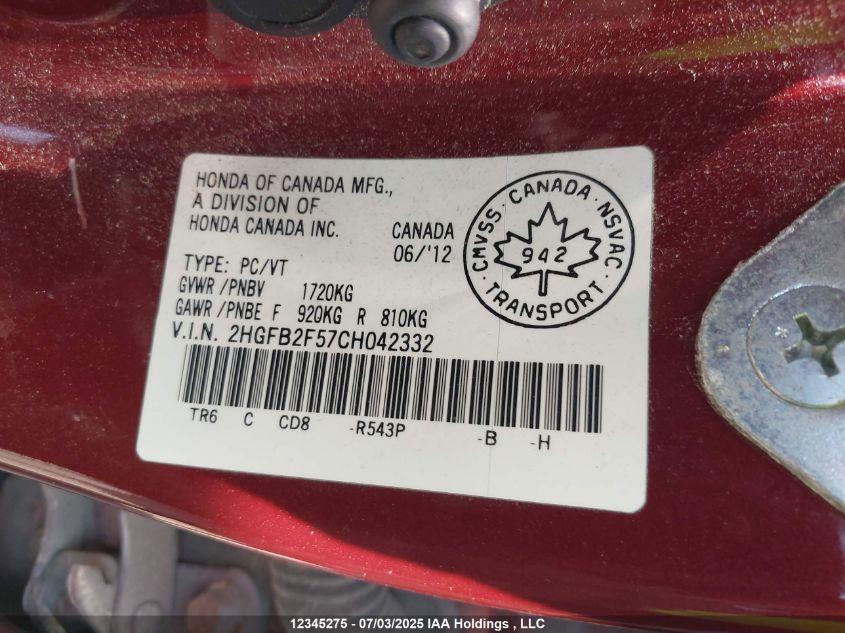 HONDA OF CANADA MFG.,
A DIVISION OF
HONDA CANADA INC.
CANADA
06/'12
TYPE: PC/VT
GVWR/PNBV 1720KG
GAWR/PNBE F 920KG R 810KG
V.I.N. 2HGFB2F57CH042332
TR6 C CD8 -R543P -B -H
CMVSS · CANADA · NSVAC
942
· TRANSPORT ·
12345275 - 07/03/2025 IAA Holdings , LLC